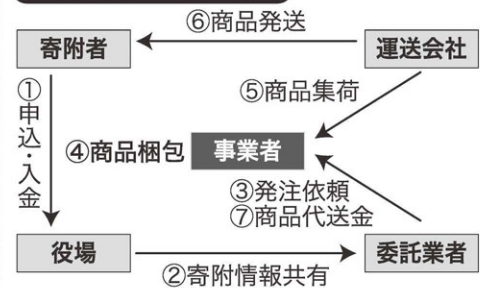 ⑥商品発送
寄附者
運送会社
①申込・入金
⑤商品集荷
④商品梱包
事業者
③発注依頼
⑦商品代送金
役場
委託業者
②寄附情報共有